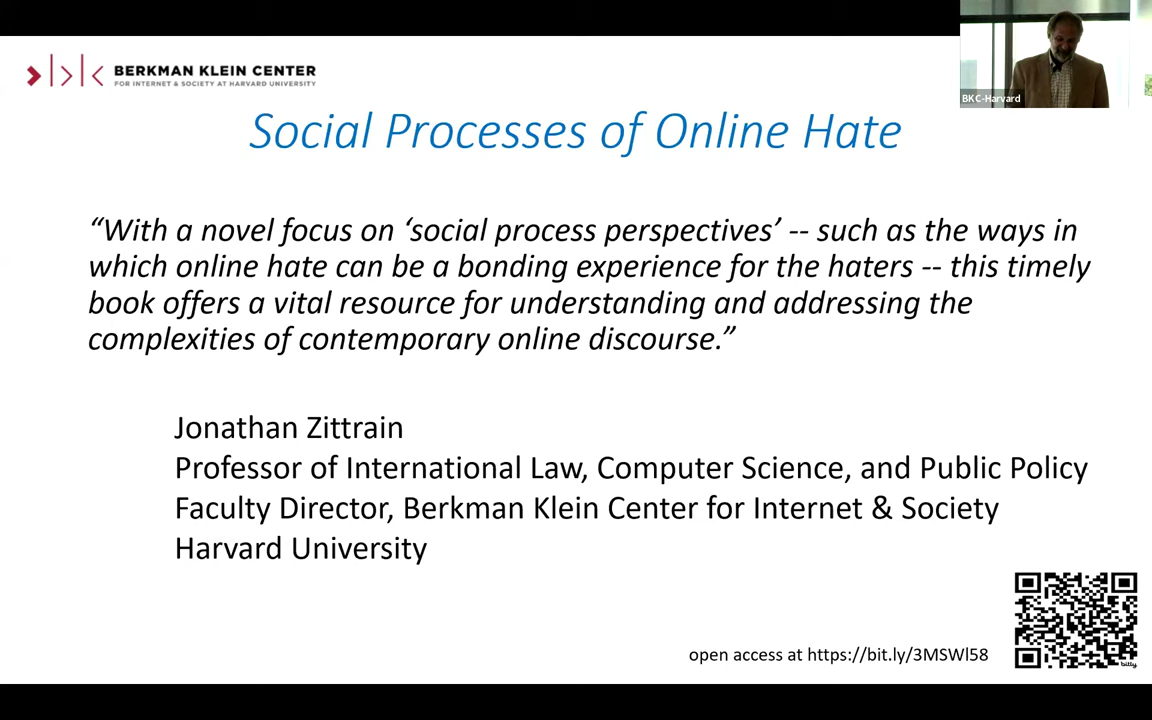 BERKMAN KLEIN CENTER
FOR INTERNET & SOCIETY AT HARVARD UNIVERSITY
BKC-Harvard
Social Processes of Online Hate
“With a novel focus on ‘social process perspectives’ -- such as the ways in
which online hate can be a bonding experience for the haters -- this timely
book offers a vital resource for understanding and addressing the
complexities of contemporary online discourse.”
Jonathan Zittrain
Professor of International Law, Computer Science, and Public Policy
Faculty Director, Berkman Klein Center for Internet & Society
Harvard University
open access at https://bit.ly/3MSWl58
bitly